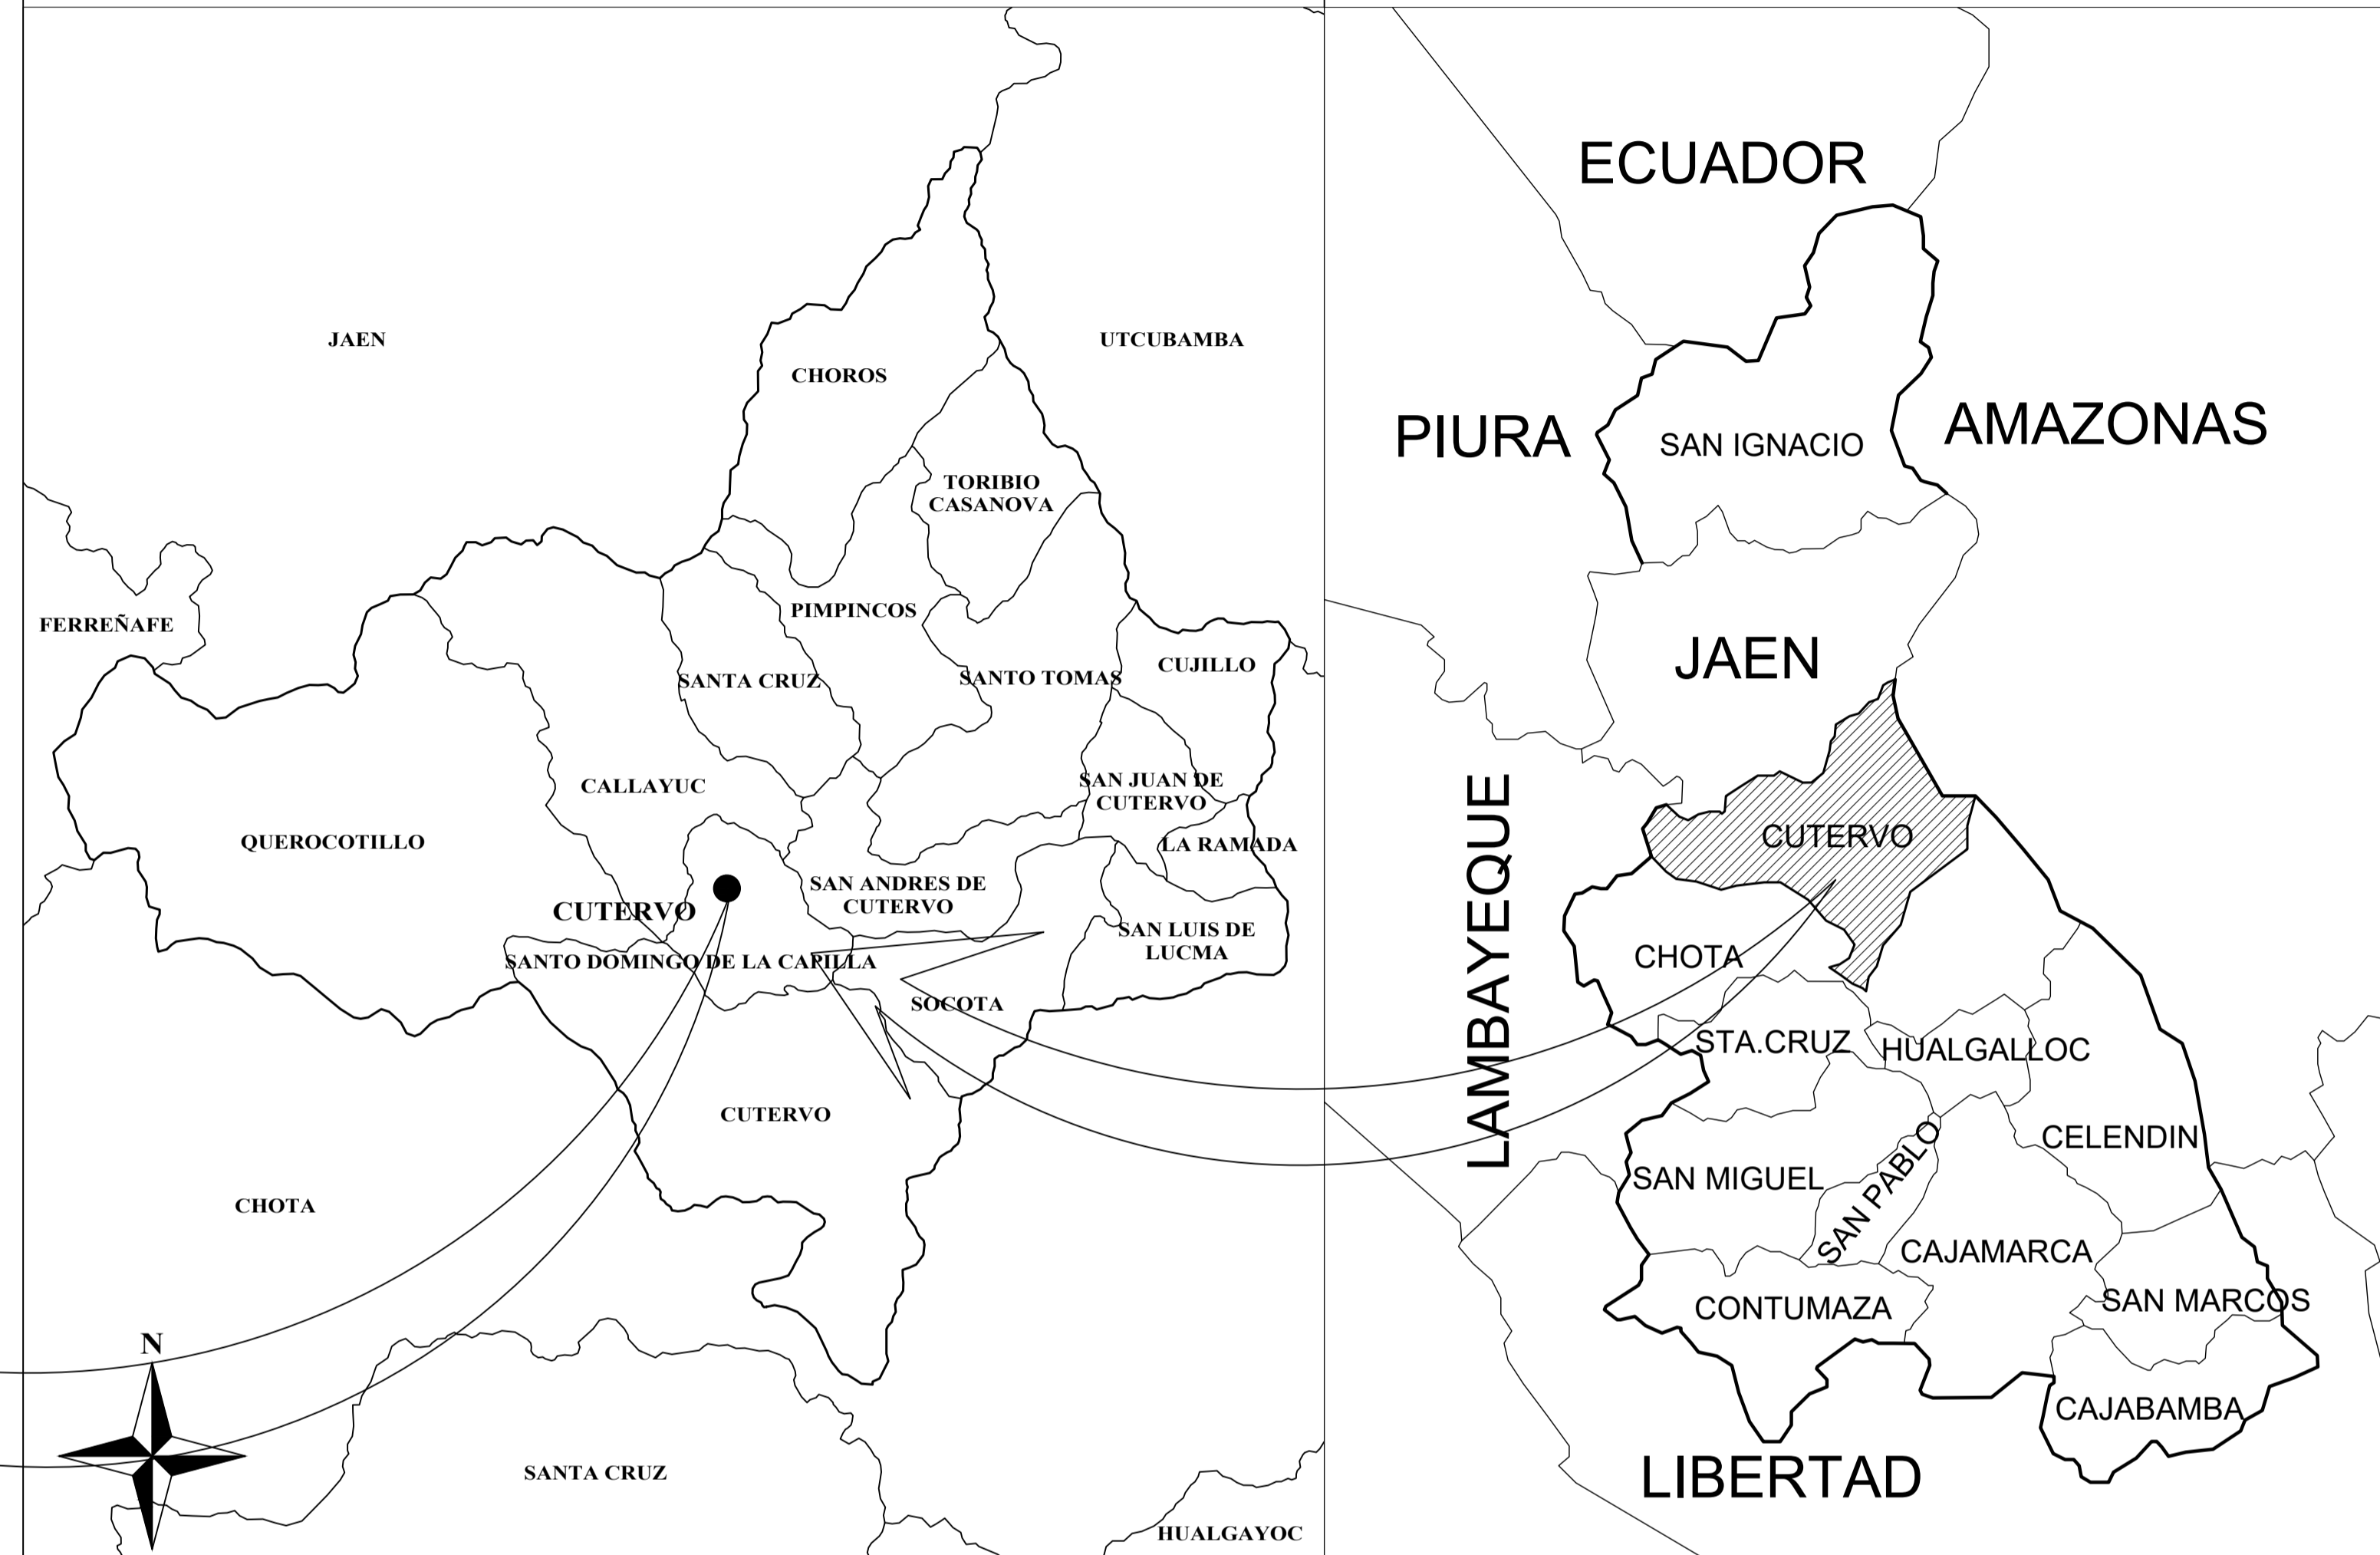 JAEN
UTCUBAMBA
CHOROS
TORIBIO
CASANOVA
PIMPINCOS
FERREÑAFE
CUJILLO
SANTA CRUZ
SANTO TOMAS
SAN JUAN DE
CUTERVO
CALLAYUC
QUEROCOTILLO
LA RAMADA
SAN ANDRES DE
CUTERVO
CUTERVO
SAN LUIS DE
LUCMA
SANTO DOMINGO DE LA CAPILLA
SOCOTA
CUTERVO
CHOTA
N
SANTA CRUZ
HUALGAYOC
ECUADOR
PIURA
SAN IGNACIO
AMAZONAS
JAEN
LAMBAYEQUE
CUTERVO
CHOTA
STA.CRUZ
HUALGALLOC
CELENDIN
SAN MIGUEL
SAN PABLO
CAJAMARCA
SAN MARCOS
CONTUMAZA
CAJABAMBA
LIBERTAD